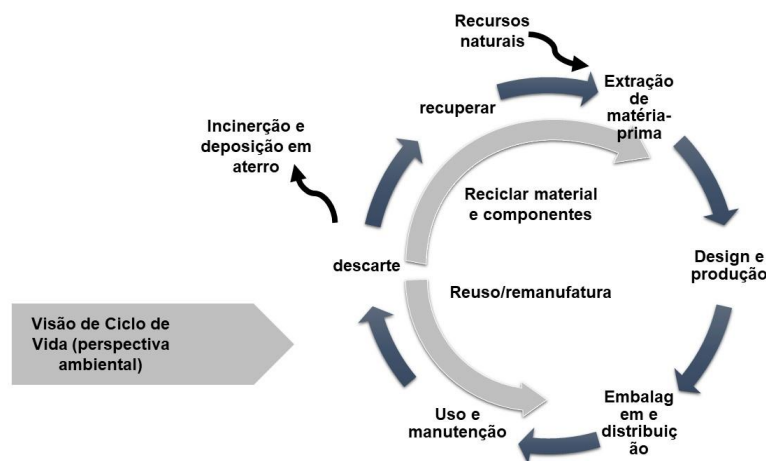 Recursos
naturais
Extração
de
matéria-
prima
recuperar
Incinerção e
deposição em
aterro
Reciclar material
e componentes
Design e
produção
descarte
Reuso/remanufatura
Visão de Ciclo de
Vida (perspectiva
ambiental)
Uso e
manutenção
Embalag
em e
distribuiç
ão